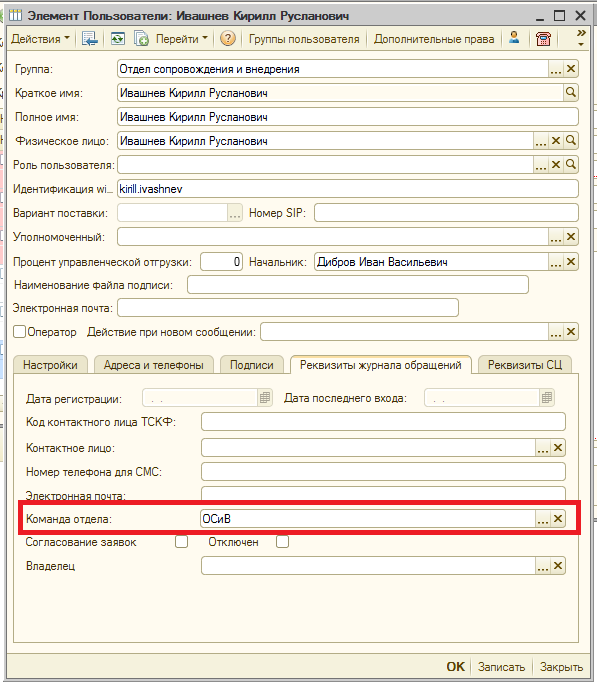 Элемент Пользователи: Ивашнев Кирилл Русланович
Действия Перейти Группы пользователя Дополнительные права
Группа: Отдел сопровождения и внедрения
Краткое имя: Ивашнев Кирилл Русланович
Полное имя: Ивашнев Кирилл Русланович
Физическое лицо: Ивашнев Кирилл Русланович
Роль пользователя:
Идентификация wi... kirill.ivashnev
Вариант поставки: Номер SIP:
Уполномоченный:
Процент управленческой отгрузки: 0 Начальник: Дибров Иван Васильевич
Наименование файла подписи:
Электронная почта:
Оператор Действие при новом сообщении:
Настройки Адреса и телефоны Подписи Реквизиты журнала обращений Реквизиты СЦ
Дата регистрации: . . Дата последнего входа: . .
Код контактного лица ТСКФ:
Контактное лицо:
Номер телефона для СМС:
Электронная почта:
Команда отдела: ОСиВ
Согласование заявок Отключен
Владелец
OK Записать Закрыть